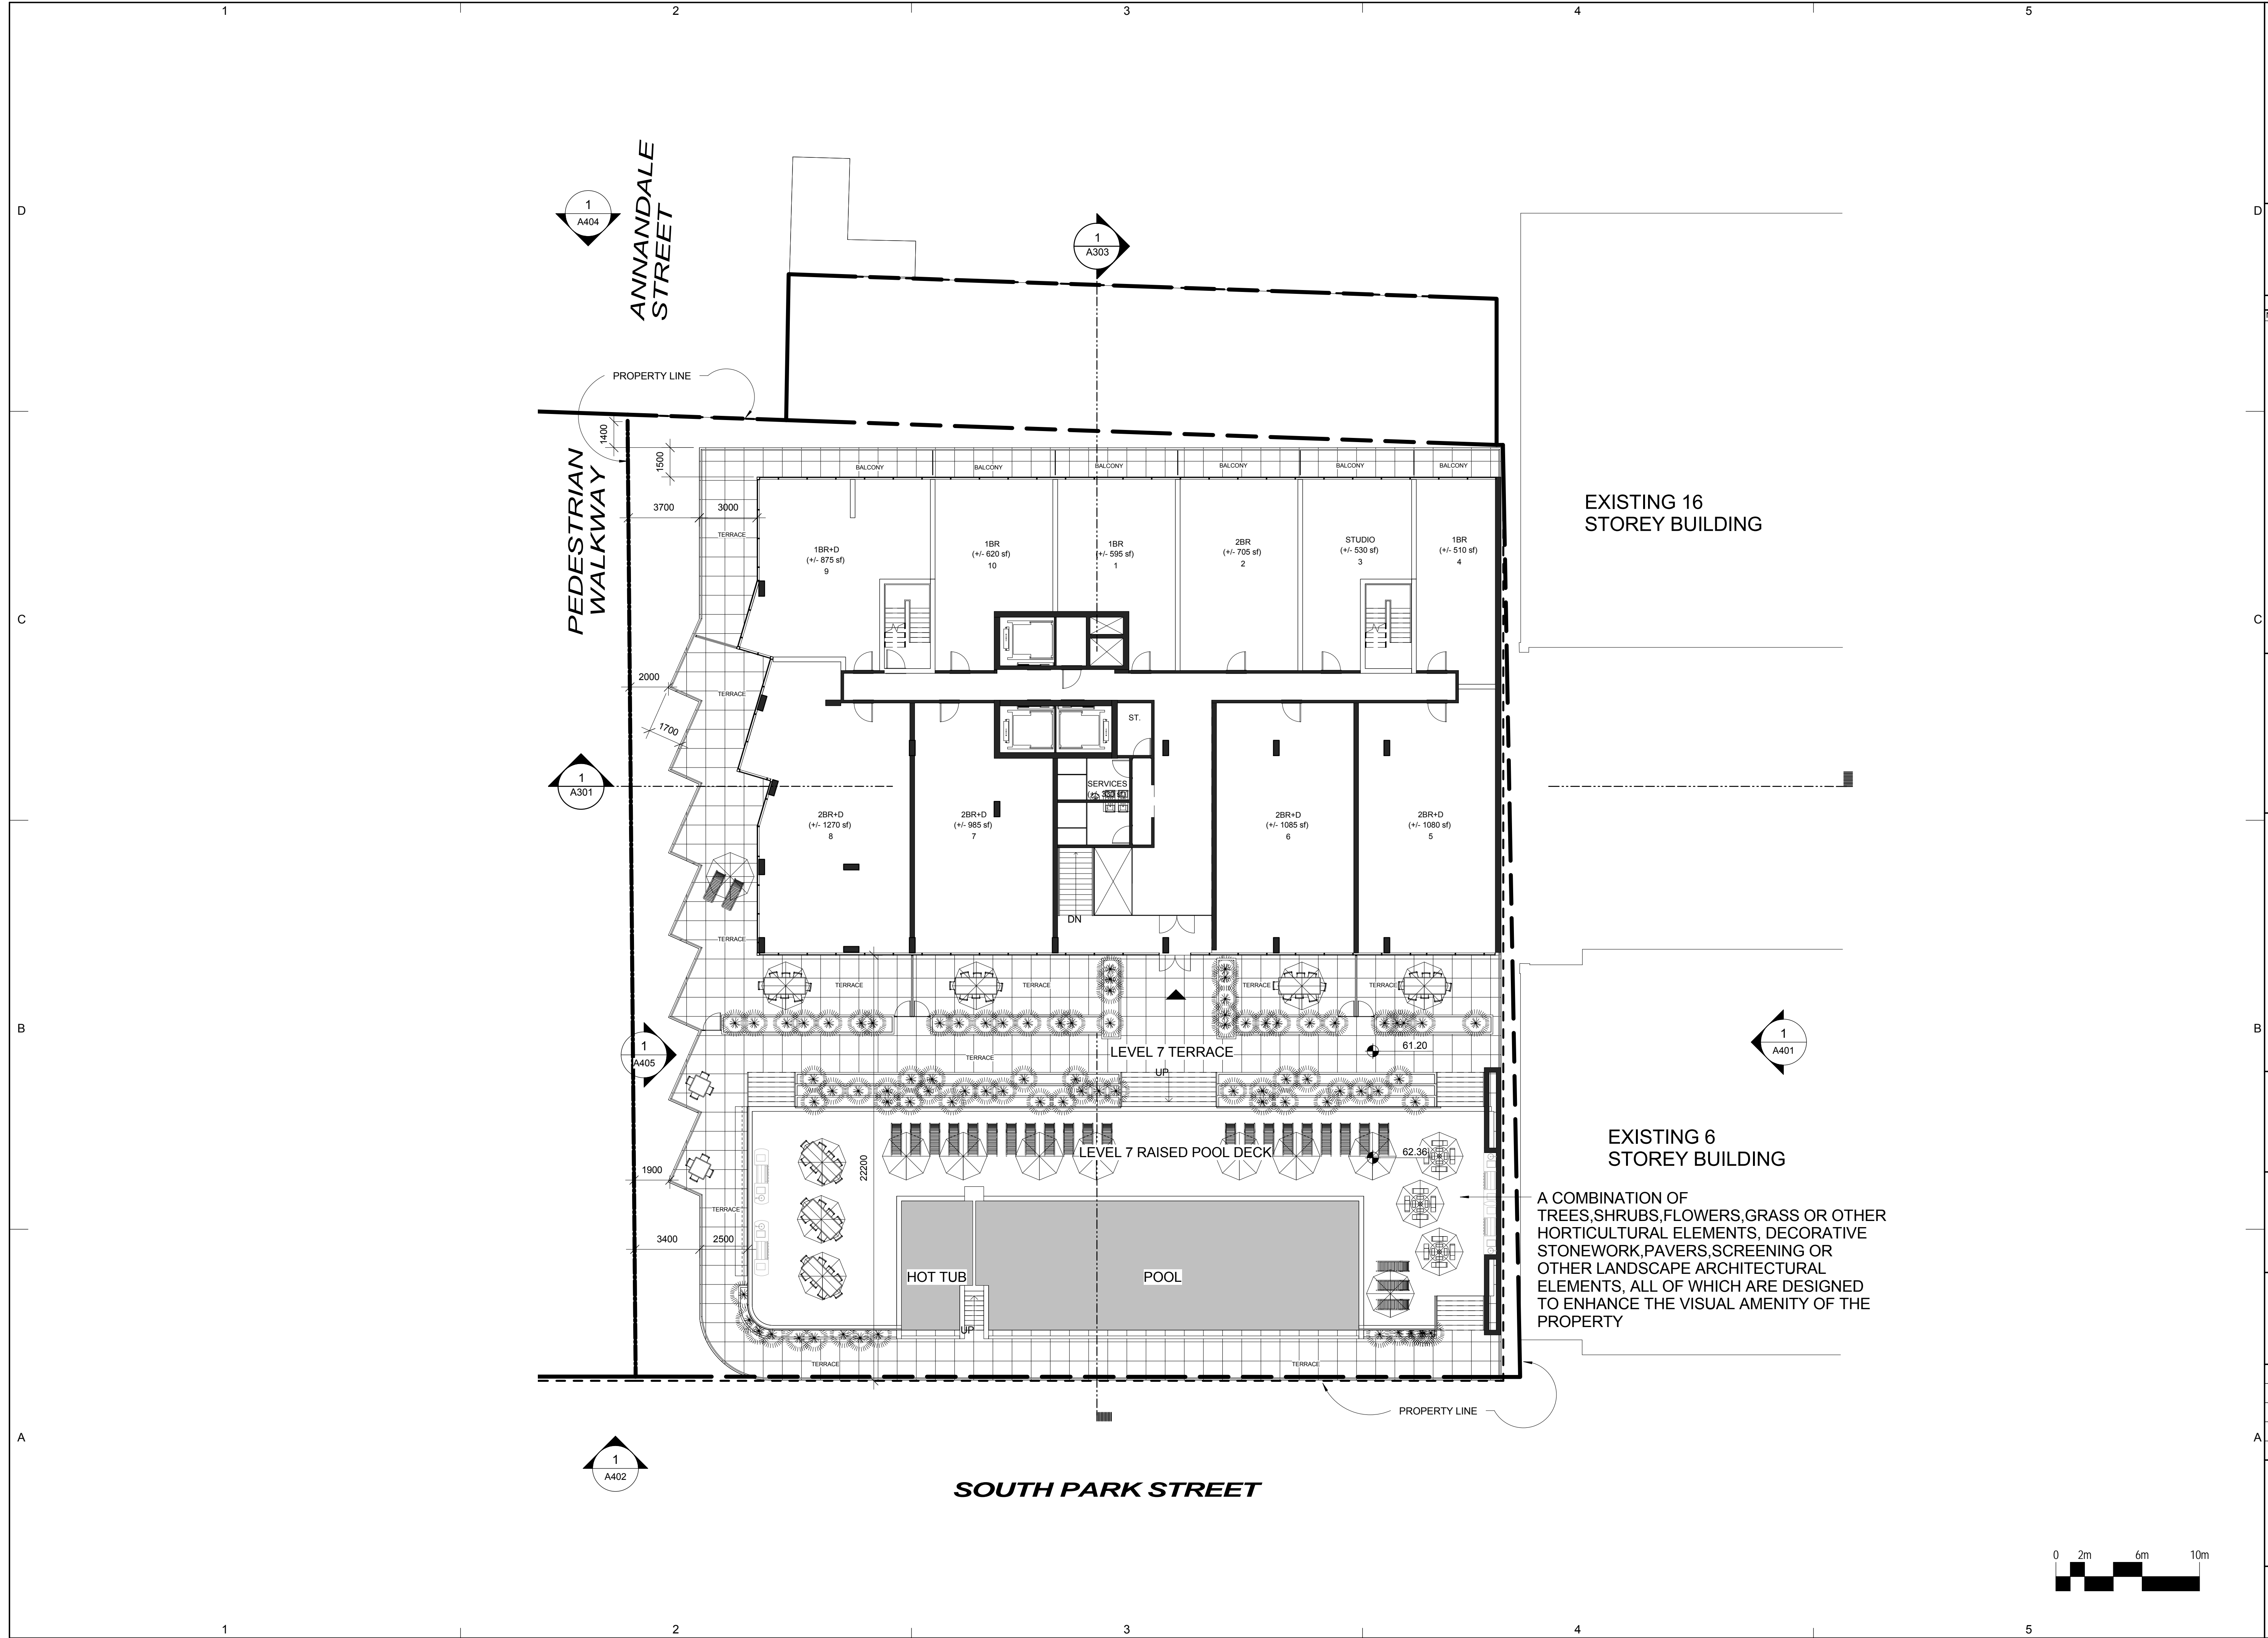 1 2 3 4 5
D D
1
A404
ANNANDALE
STREET
1
A303
PROPERTY LINE
1400
1500
PEDESTRIAN
WALKWAY
BALCONY BALCONY BALCONY BALCONY BALCONY BALCONY
3700 3000
TERRACE
1BR+D
(+/- 875 sf)
9
1BR
(+/- 620 sf)
10
1BR
(+/- 595 sf)
1
2BR
(+/- 705 sf)
2
STUDIO
(+/- 530 sf)
3
1BR
(+/- 510 sf)
4
EXISTING 16
STOREY BUILDING
C C
2000
TERRACE
1700
ST.
1
A301
SERVICES
2BR+D
(+/- 1270 sf)
8
2BR+D
(+/- 985 sf)
7
2BR+D
(+/- 1085 sf)
6
2BR+D
(+/- 1080 sf)
5
DN
TERRACE
TERRACE TERRACE TERRACE TERRACE
B B
1
A405
LEVEL 7 TERRACE
TERRACE
61.20
UP
1
A401
LEVEL 7 RAISED POOL DECK
62.36
22200
1900
TERRACE
3400 2500
HOT TUB
POOL
UP
TERRACE TERRACE
EXISTING 6
STOREY BUILDING
A COMBINATION OF
TREES,SHRUBS,FLOWERS,GRASS OR OTHER
HORTICULTURAL ELEMENTS, DECORATIVE
STONEWORK,PAVERS,SCREENING OR
OTHER LANDSCAPE ARCHITECTURAL
ELEMENTS, ALL OF WHICH ARE DESIGNED
TO ENHANCE THE VISUAL AMENITY OF THE
PROPERTY
PROPERTY LINE
A A
1
A402
SOUTH PARK STREET
0 2m 6m 10m
1 2 3 4 5